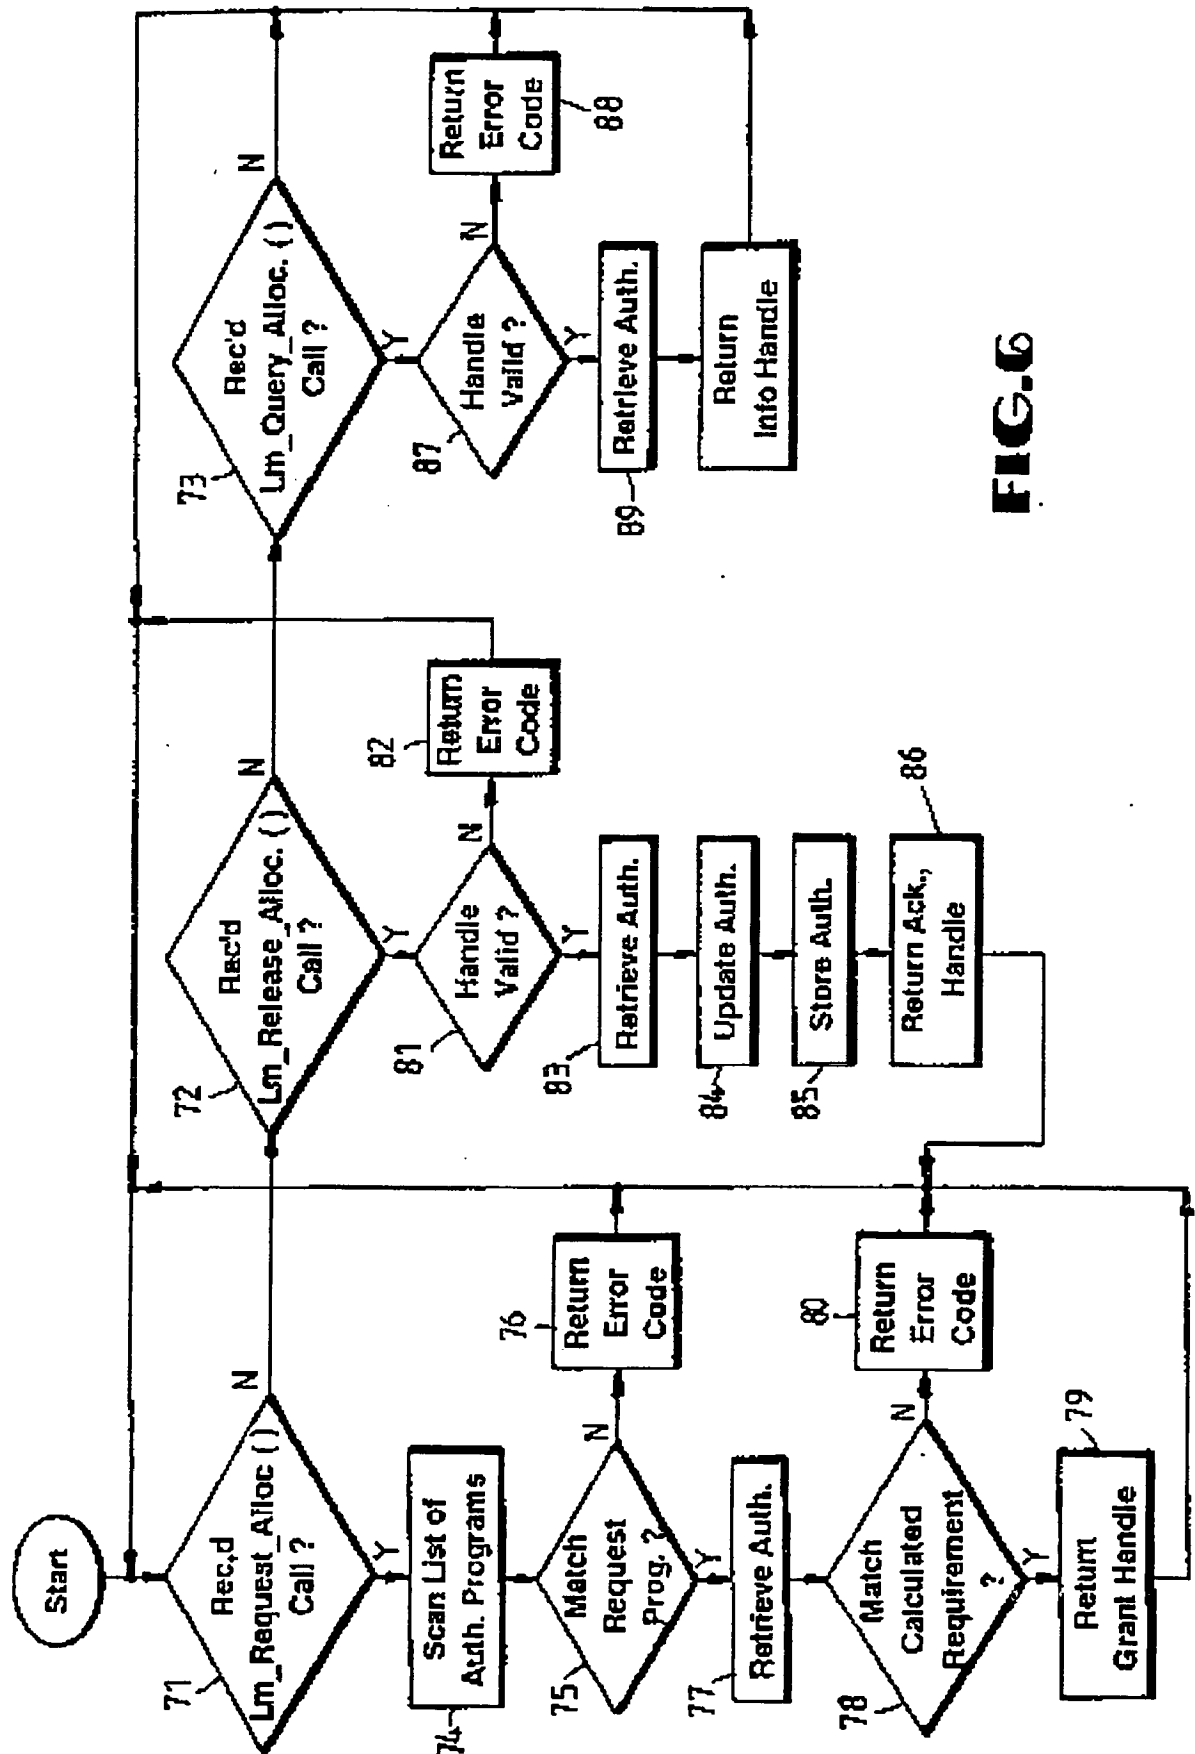 Start
71
Rec,d
Lm_Request_Alloc ( )
Call ?
N
Y
74
Scan List of
Auth. Programs
75
Match
Request
Prog. ?
N
Y
76
Return
Error
Code
77
Retrieve Auth.
78
Match
Calculated
Requirement
?
N
Y
80
Return
Error
Code
79
Return
Grant Handle
72
Rec'd
Lm_Release_Alloc. ( )
Call ?
N
Y
81
Handle
Valid ?
N
Y
82
Return
Error
Code
83
Retrieve Auth.
84
Update Auth.
85
Store Auth.
86
Return Ack.,
Handle
73
Rec'd
Lm_Query_Alloc. ( )
Call ?
N
Y
87
Handle
Valid ?
N
Y
88
Return
Error
Code
89
Retrieve Auth.
Return
Info Handle
FIG.6